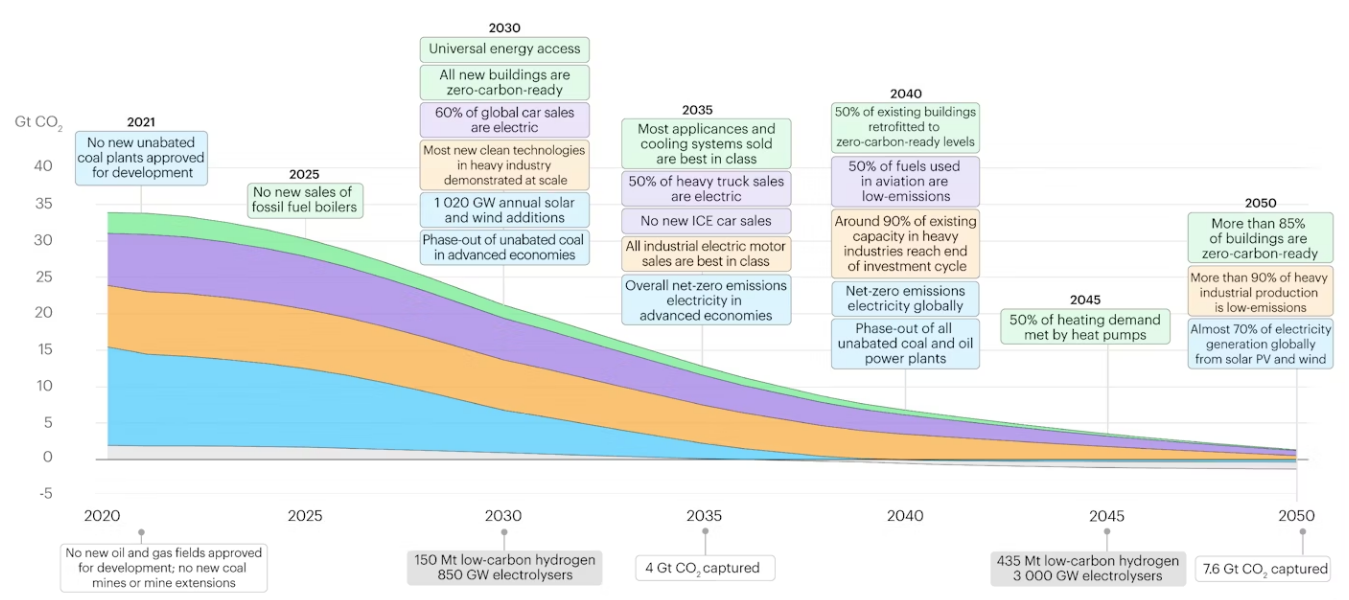 Gt CO₂
40
35
30
25
20
15
10
5
0
-5
2021
No new unabated
coal plants approved
for development
2025
No new sales of
fossil fuel boilers
2030
Universal energy access
All new buildings are
zero-carbon-ready
60% of global car sales
are electric
Most new clean technologies
in heavy industry
demonstrated at scale
1 020 GW annual solar
and wind additions
Phase-out of unabated coal
in advanced economies
2035
Most applicances and
cooling systems sold
are best in class
50% of heavy truck sales
are electric
No new ICE car sales
All industrial electric motor
sales are best in class
Overall net-zero emissions
electricity in
advanced economies
2040
50% of existing buildings
retrofitted to
zero-carbon-ready levels
50% of fuels used
in aviation are
low-emissions
Around 90% of existing
capacity in heavy
industries reach end
of investment cycle
Net-zero emissions
electricity globally
Phase-out of all
unabated coal and oil
power plants
2045
50% of heating demand
met by heat pumps
2050
More than 85%
of buildings are
zero-carbon-ready
More than 90% of heavy
industrial production
is low-emissions
Almost 70% of electricity
generation globally
from solar PV and wind
2020
2025
2030
2035
2040
2045
2050
No new oil and gas fields approved
for development; no new coal
mines or mine extensions
150 Mt low-carbon hydrogen
850 GW electrolysers
4 Gt CO₂ captured
435 Mt low-carbon hydrogen
3 000 GW electrolysers
7.6 Gt CO₂ captured